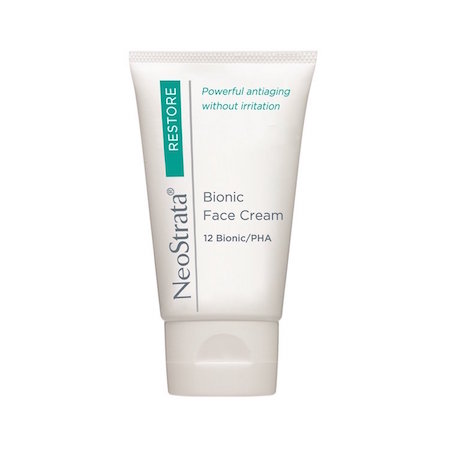 RESTORE
NeoStrata®
Powerful antiaging
without irritation
Bionic
Face Cream
12 Bionic/PHA